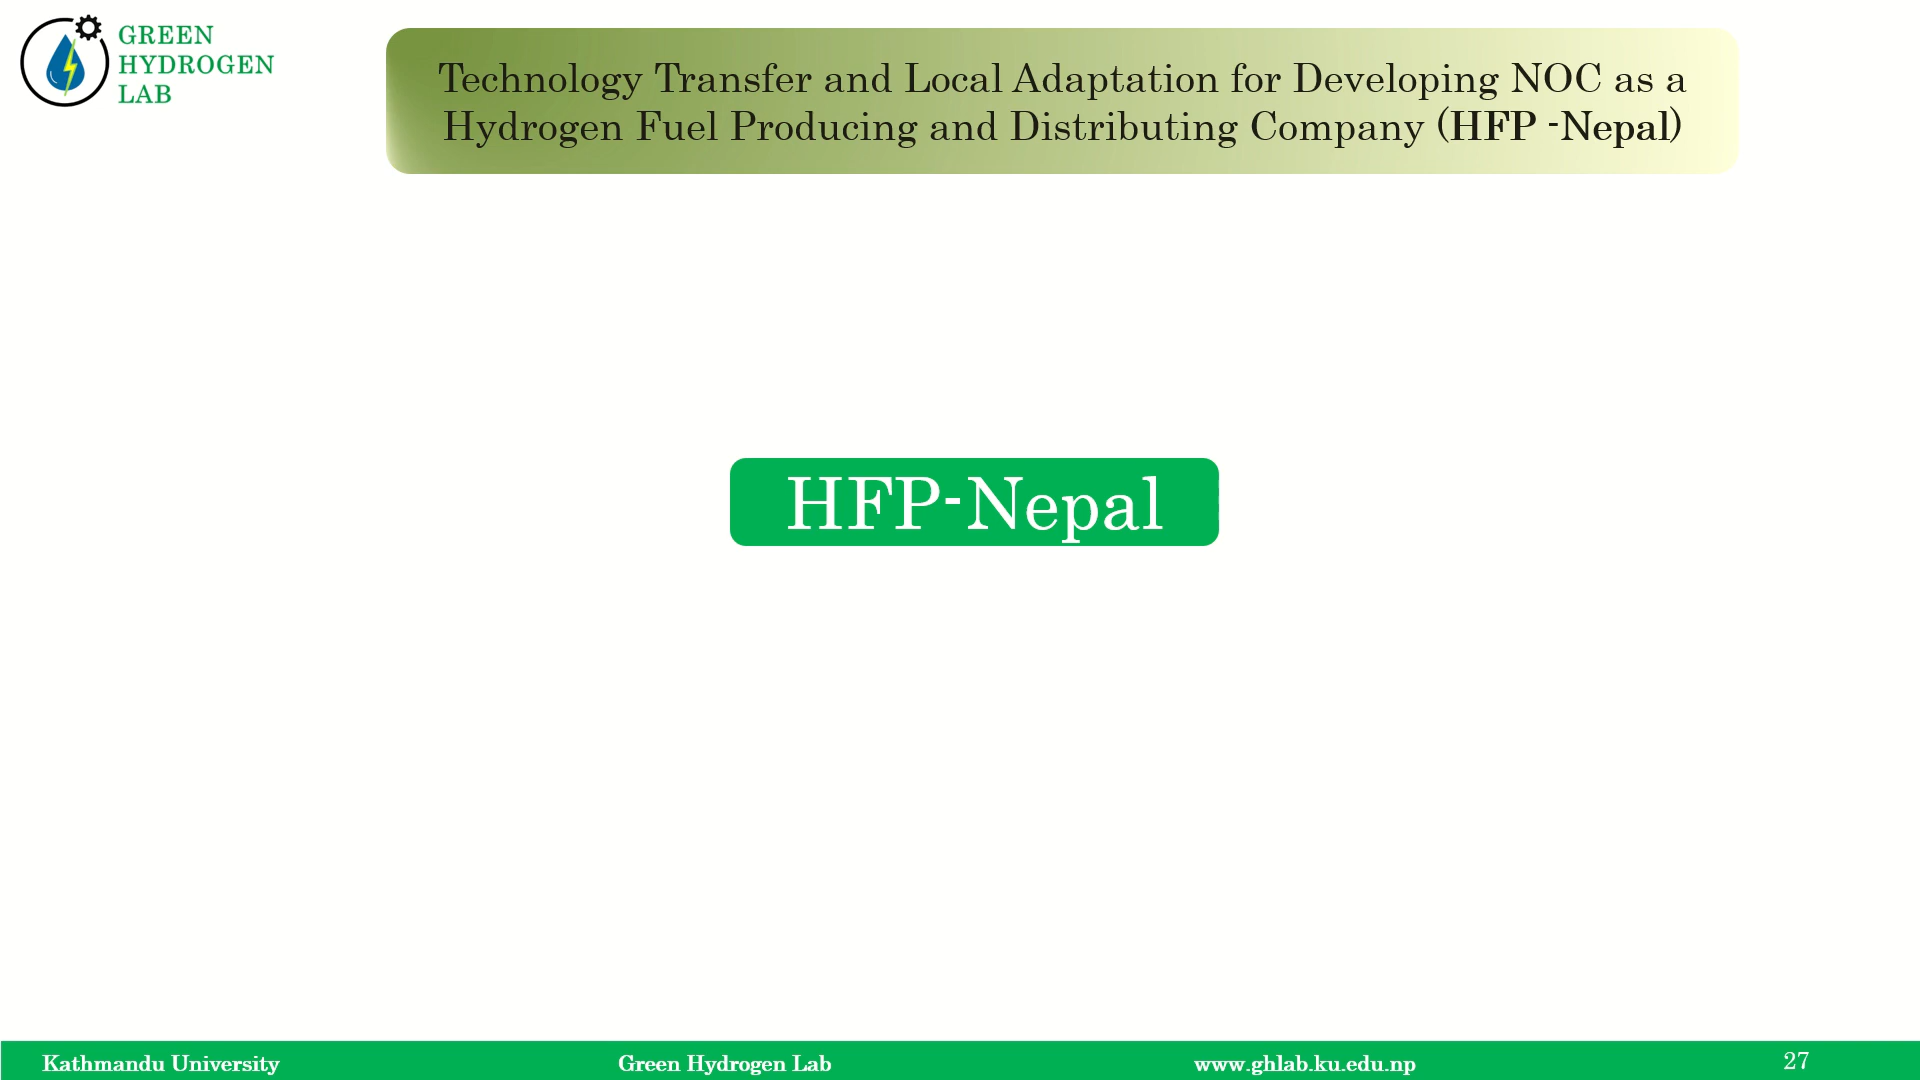 GREEN
HYDROGEN
LAB
Technology Transfer and Local Adaptation for Developing NOC as a
Hydrogen Fuel Producing and Distributing Company (HFP -Nepal)
HFP-Nepal
Kathmandu University Green Hydrogen Lab www.ghlab.ku.edu.np 27